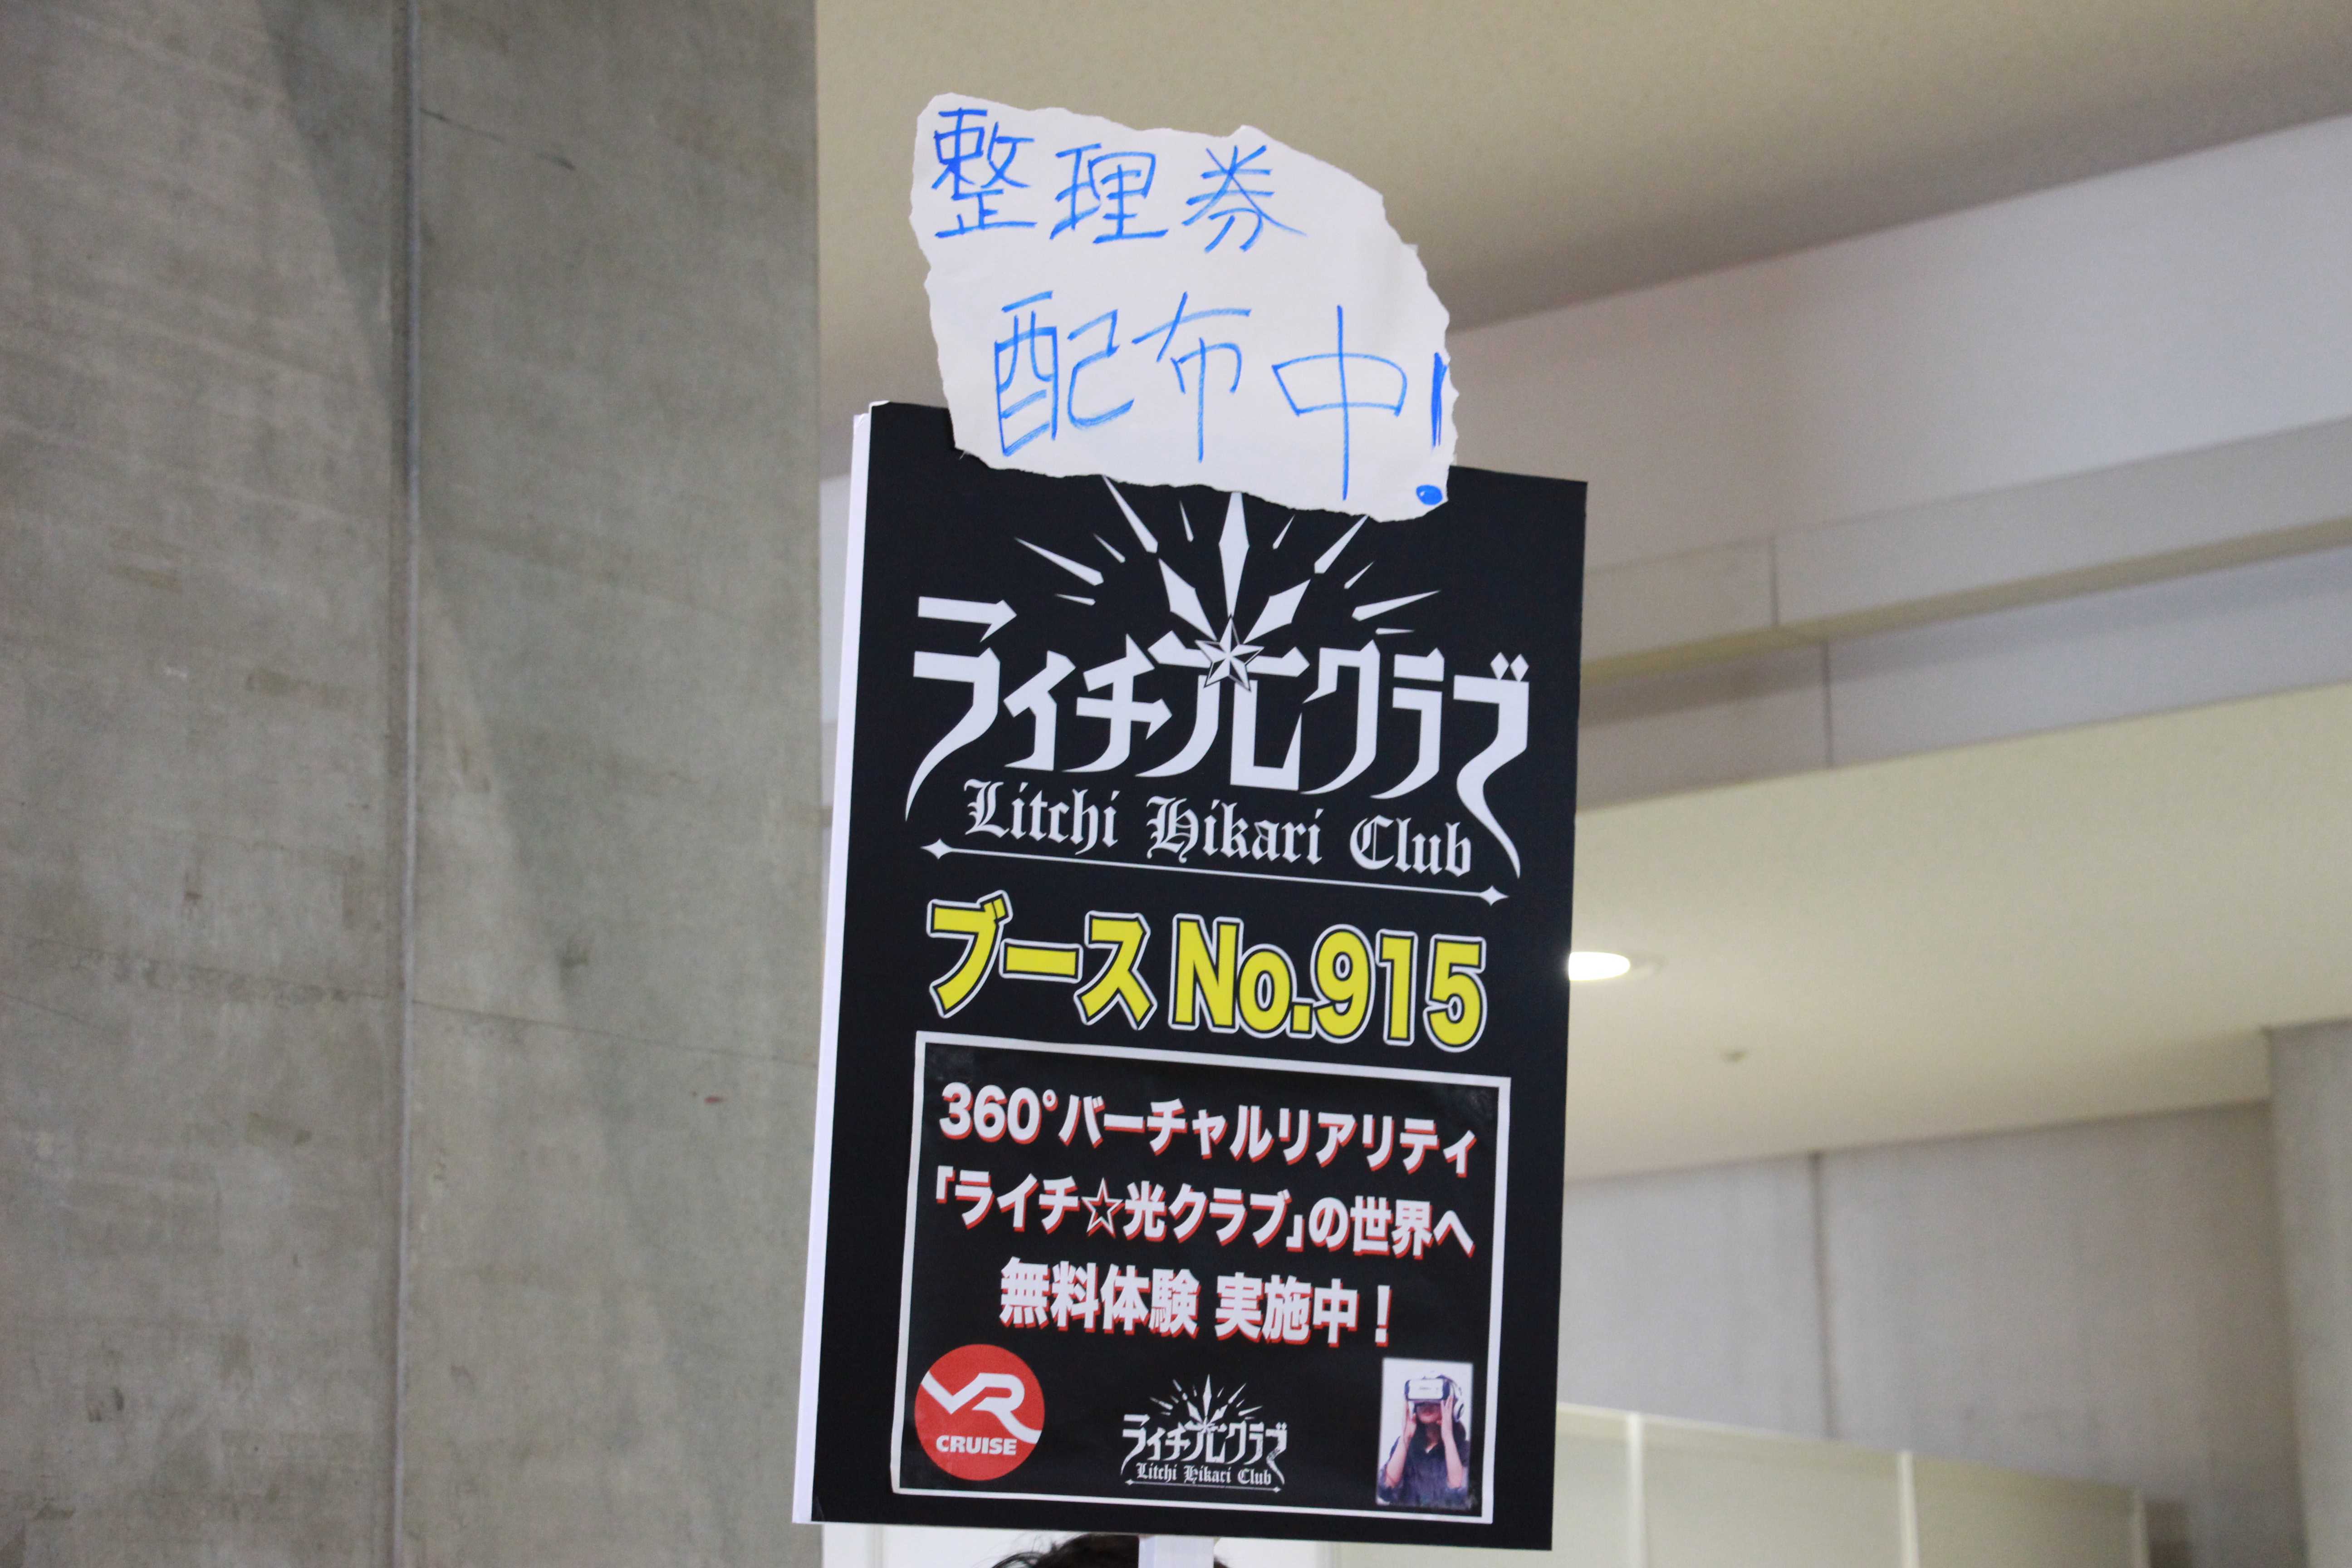 整理券
配布中!
ライチ光クラブ
Litchi Hikari Club
ブース No.915
360°バーチャルリアリティ
「ライチ☆光クラブ」の世界へ
無料体験 実施中！
VR
CRUISE
ライチ光クラブ
Litchi Hikari Club